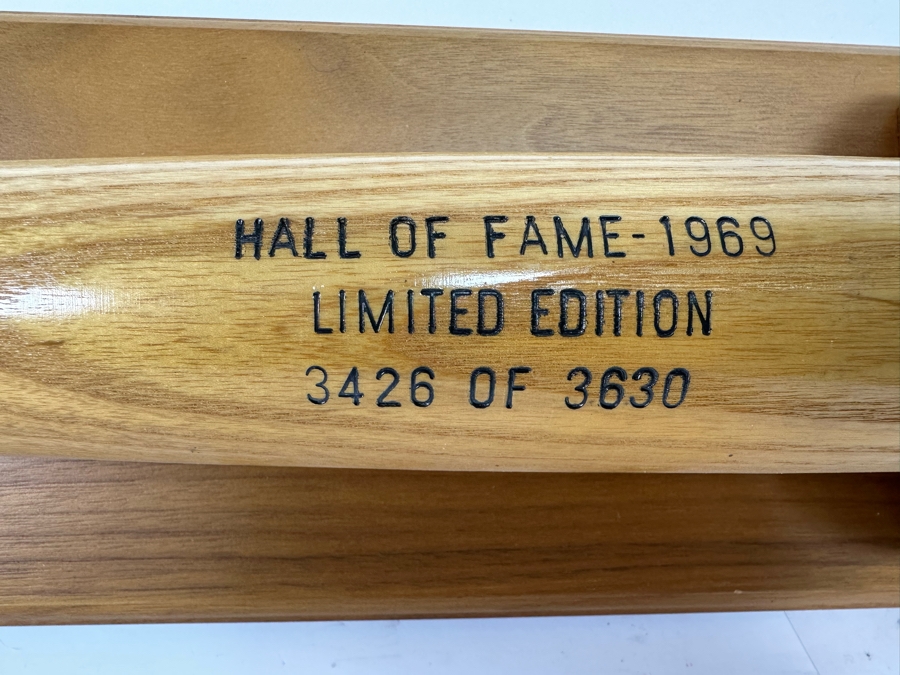 HALL OF FAME-1969
LIMITED EDITION
3426 OF 3630